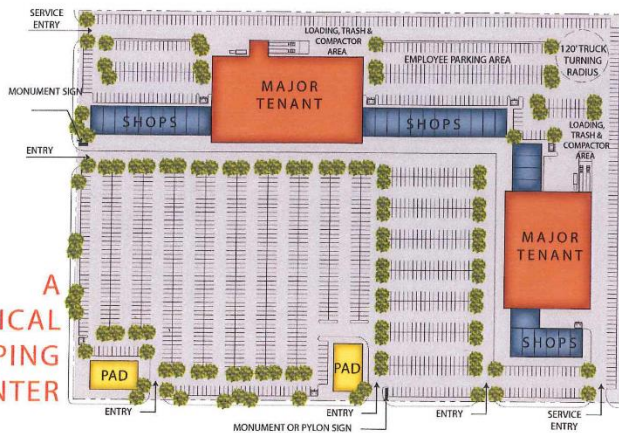 SERVICE
ENTRY
LOADING, TRASH &
COMPACTOR
AREA
EMPLOYEE PARKING AREA
120' TRUCK
TURNING
RADIUS
MAJOR
TENANT
MONUMENT SIGN
SHOPS
SHOPS
LOADING,
TRASH &
COMPACTOR
AREA
ENTRY
MAJOR
TENANT
A
ICAL
PING
NTER
SHOPS
PAD
PAD
ENTRY
ENTRY
ENTRY
SERVICE
ENTRY
MONUMENT OR PYLON SIGN